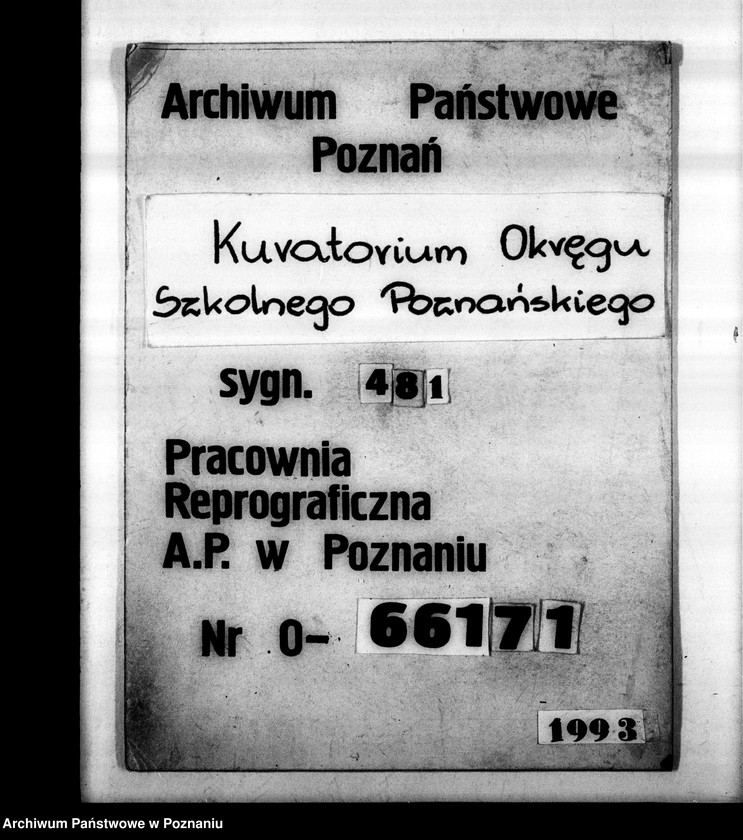 Archiwum Państwowe
Poznań
Kuratorium Okręgu
Szkolnego Poznańskiego
sygn. 481
Pracownia
Reprograficzna
A.P. w Poznaniu
Nr 0- 66171
1993
Archiwum Państwowe w Poznaniu